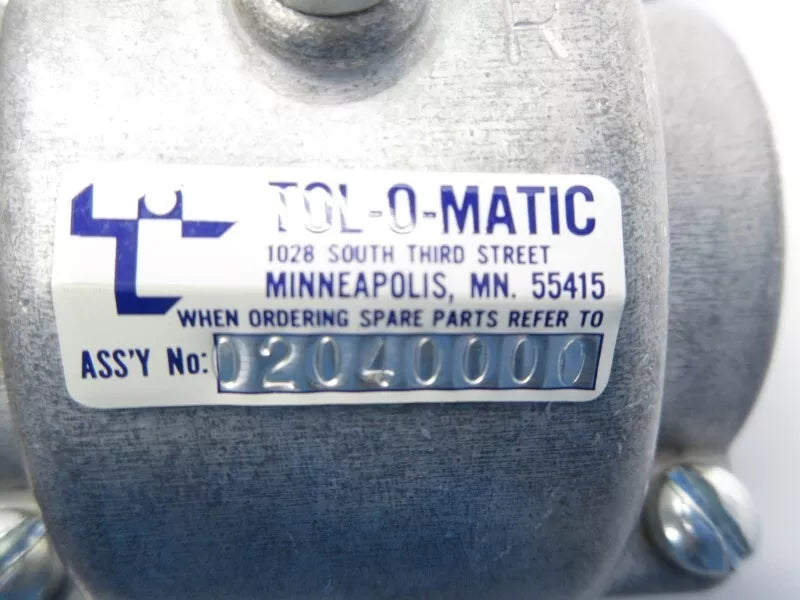 R
TOL-O-MATIC
1028 SOUTH THIRD STREET
MINNEAPOLIS, MN. 55415
WHEN ORDERING SPARE PARTS REFER TO
ASS'Y No: 02040000